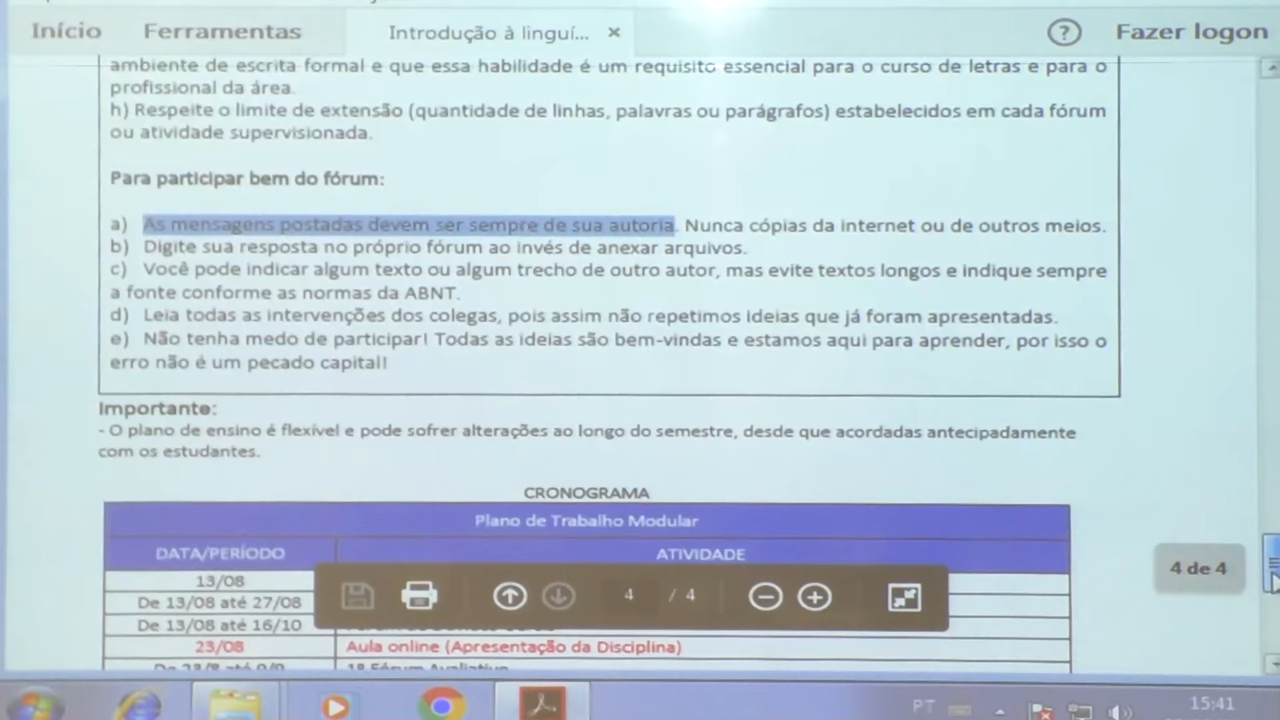 Início Ferramentas Introdução à linguí... × ? Fazer logon
ambiente de escrita formal e que essa habilidade é um requisito essencial para o curso de letras e para o
profissional da área.
h) Respeite o limite de extensão (quantidade de linhas, palavras ou parágrafos) estabelecidos em cada fórum
ou atividade supervisionada.
Para participar bem do fórum:
a) As mensagens postadas devem ser sempre de sua autoria. Nunca cópias da internet ou de outros meios.
b) Digite sua resposta no próprio fórum ao invés de anexar arquivos.
c) Você pode indicar algum texto ou algum trecho de outro autor, mas evite textos longos e indique sempre
a fonte conforme as normas da ABNT.
d) Leia todas as intervenções dos colegas, pois assim não repetimos ideias que já foram apresentadas.
e) Não tenha medo de participar! Todas as ideias são bem-vindas e estamos aqui para aprender, por isso o
erro não é um pecado capital!
Importante:
- O plano de ensino é flexível e pode sofrer alterações ao longo do semestre, desde que acordadas antecipadamente
com os estudantes.
CRONOGRAMA
Plano de Trabalho Modular
DATA/PERÍODO ATIVIDADE
4 de 4
13/08
4 / 4
De 13/08 até 27/08
De 13/08 até 16/10
23/08 Aula online (Apresentação da Disciplina)
1º Fórum Avaliativo
PT 15:41